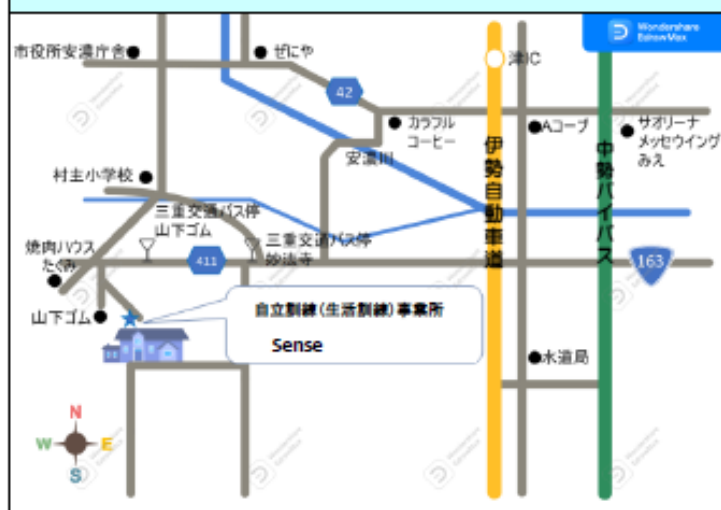 Wondershare
EdrawMax
市役所安濃庁舎
ぜにや
津IC
42
カラフル
コーヒー
Aコープ
サオリーナ
メッセウイング
みえ
安濃川
村主小学校
伊勢自動車道
中勢バイパス
三重交通バス停
山下ゴム
三重交通バス停
妙法寺
焼肉ハウス
たくみ
411
163
山下ゴム
自立訓練(生活訓練)事業所
Sense
水道局
N
W
E
S